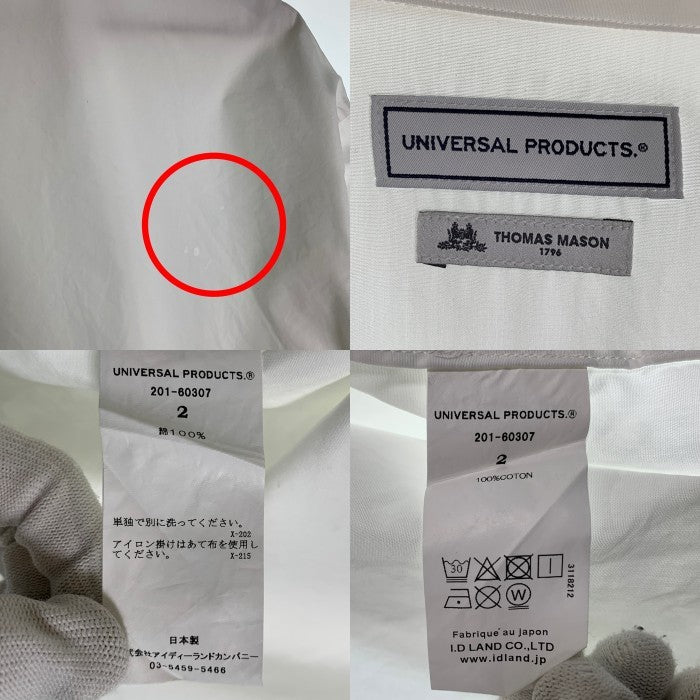 UNIVERSAL PRODUCTS.®
THOMAS MASON
1796
UNIVERSAL PRODUCTS.®
201-60307
2
綿100%
単独で別に洗ってください。
X-202
アイロン掛けはあて布を使用し
てください。
X-215
日本製
株式会社アイディーランドカンパニー
03-5459-5466
UNIVERSAL PRODUCTS.®
201-60307
2
100%COTON
30
W
3118212
Fabriqué au japon
I.D LAND CO.,LTD
www.idland.jp